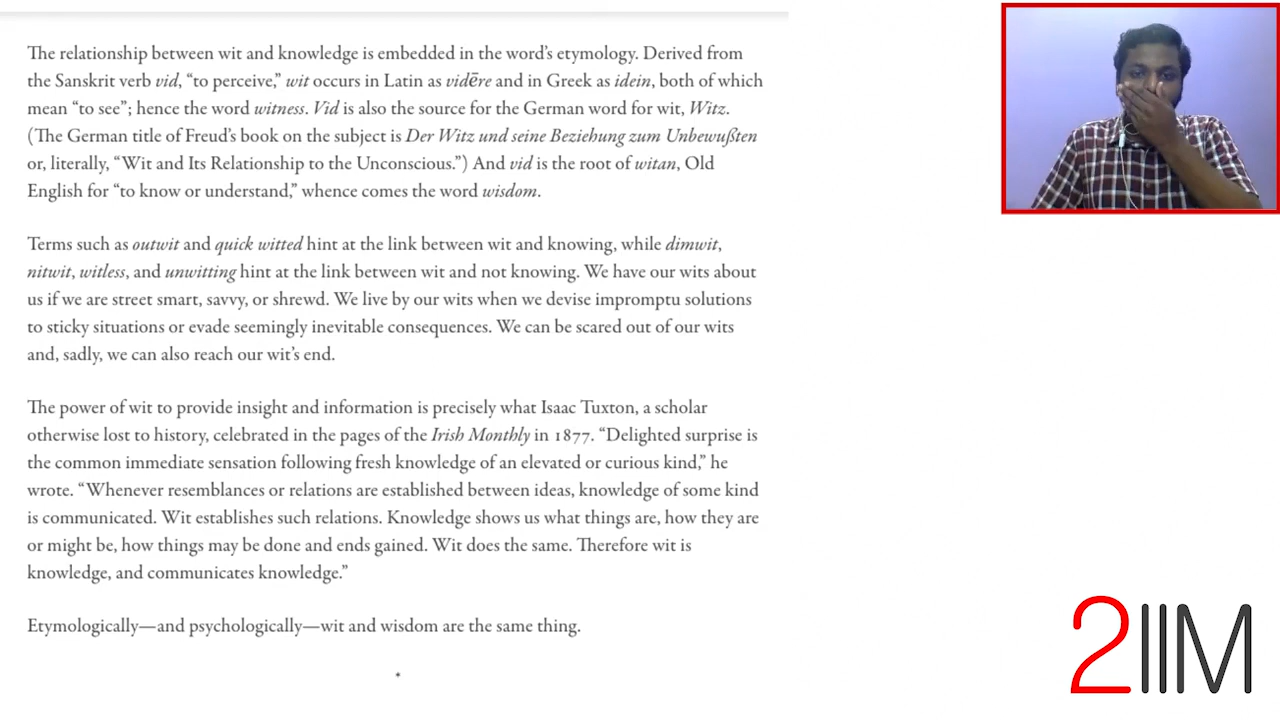 The relationship between wit and knowledge is embedded in the word's etymology. Derived from
the Sanskrit verb vid, “to perceive,” wit occurs in Latin as vidēre and in Greek as idein, both of which
mean “to see”; hence the word witness. Vid is also the source for the German word for wit, Witz.
(The German title of Freud's book on the subject is Der Witz und seine Beziehung zum Unbewußten
or, literally, “Wit and Its Relationship to the Unconscious.”) And vid is the root of witan, Old
English for “to know or understand,” whence comes the word wisdom.
Terms such as outwit and quick witted hint at the link between wit and knowing, while dimwit,
nitwit, witless, and unwitting hint at the link between wit and not knowing. We have our wits about
us if we are street smart, savvy, or shrewd. We live by our wits when we devise impromptu solutions
to sticky situations or evade seemingly inevitable consequences. We can be scared out of our wits
and, sadly, we can also reach our wit's end.
The power of wit to provide insight and information is precisely what Isaac Tuxton, a scholar
otherwise lost to history, celebrated in the pages of the Irish Monthly in 1877. “Delighted surprise is
the common immediate sensation following fresh knowledge of an elevated or curious kind,” he
wrote. “Whenever resemblances or relations are established between ideas, knowledge of some kind
is communicated. Wit establishes such relations. Knowledge shows us what things are, how they are
or might be, how things may be done and ends gained. Wit does the same. Therefore wit is
knowledge, and communicates knowledge.”
Etymologically—and psychologically—wit and wisdom are the same thing.
2IIM